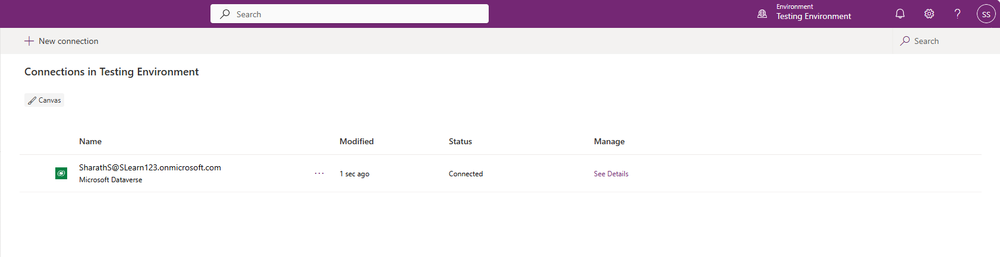 Search
Environment
Testing Environment
SS
New connection
Search
Connections in Testing Environment
Canvas
Name Modified Status Manage
SharathS@SLearn123.onmicrosoft.com
Microsoft Dataverse
... 1 sec ago Connected See Details